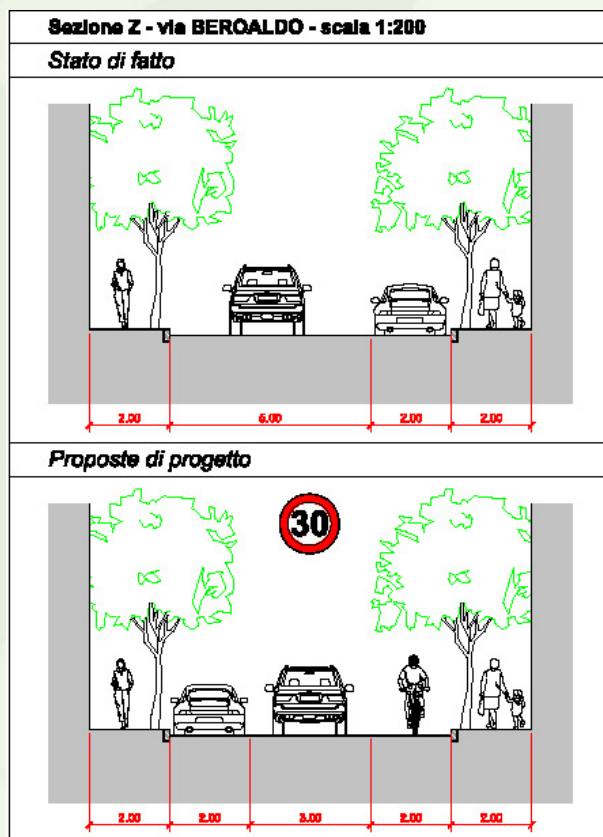 Sezione Z - via BEROALDO - scala 1:200
Stato di fatto
2.00 5.00 2.00 2.00
Proposte di progetto
30
2.00 2.00 3.00 2.00 2.00